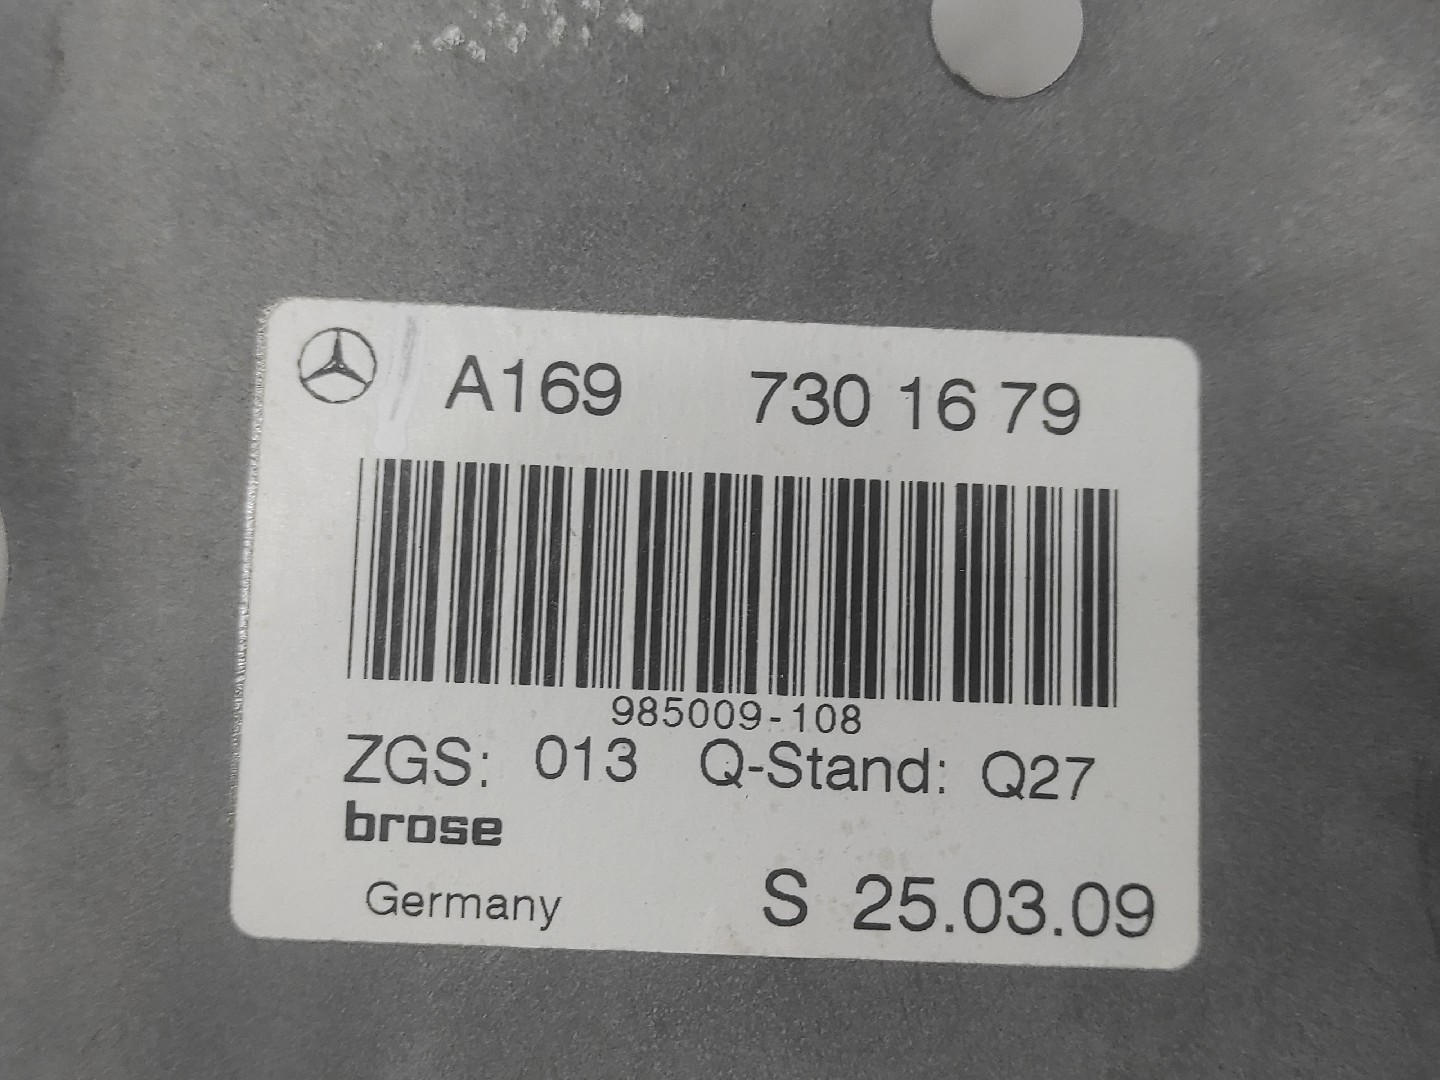 A169 730 16 79
985009-108
ZGS: 013 Q-Stand: Q27
brose
Germany S 25.03.09